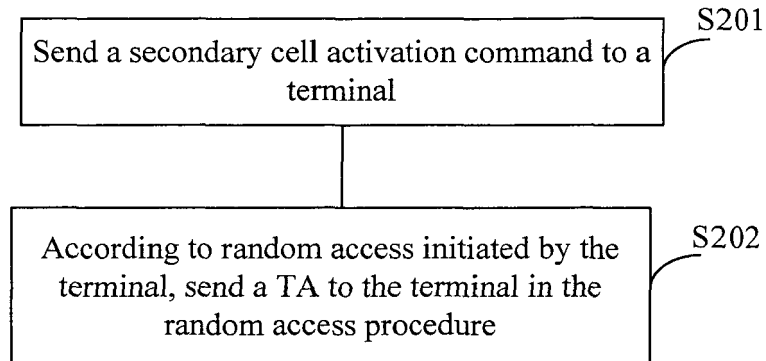 S201
Send a secondary cell activation command to a
terminal
S202
According to random access initiated by the
terminal, send a TA to the terminal in the
random access procedure